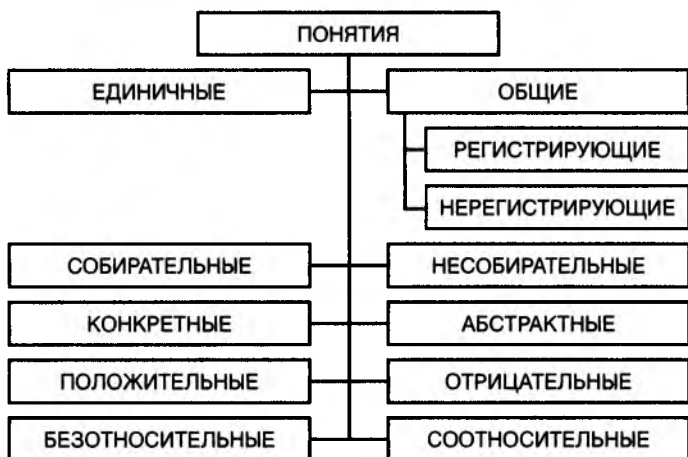 ПОНЯТИЯ
ЕДИНИЧНЫЕ
ОБЩИЕ
РЕГИСТРИРУЮЩИЕ
НЕРЕГИСТРИРУЮЩИЕ
СОБИРАТЕЛЬНЫЕ
НЕСОБИРАТЕЛЬНЫЕ
КОНКРЕТНЫЕ
АБСТРАКТНЫЕ
ПОЛОЖИТЕЛЬНЫЕ
ОТРИЦАТЕЛЬНЫЕ
БЕЗОТНОСИТЕЛЬНЫЕ
СООТНОСИТЕЛЬНЫЕ